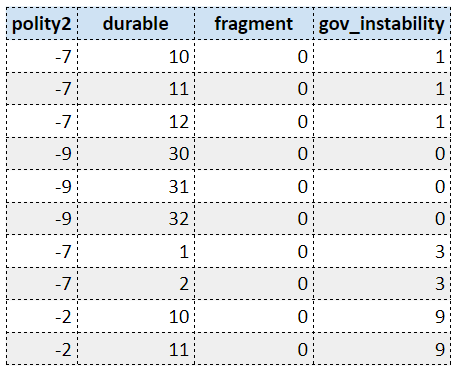 polity2 durable fragment gov_instability
-7 10 0 1
-7 11 0 1
-7 12 0 1
-9 30 0 0
-9 31 0 0
-9 32 0 0
-7 1 0 3
-7 2 0 3
-2 10 0 9
-2 11 0 9